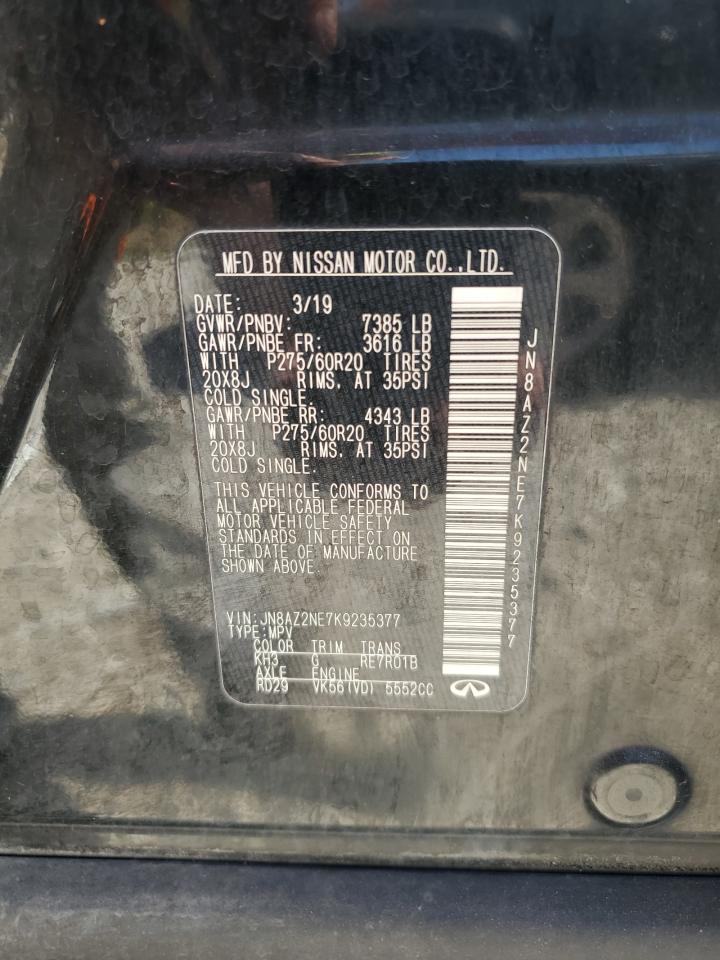 MFD BY NISSAN MOTOR CO.,LTD.
DATE: 3/19
GVWR/PNBV: 7385 LB
GAWR/PNBE FR: 3616 LB
WITH P275/60R20 TIRES
20X8J RIMS, AT 35PSI
COLD SINGLE.
GAWR/PNBE RR: 4343 LB
WITH P275/60R20 TIRES
20X8J RIMS, AT 35PSI
COLD SINGLE.
THIS VEHICLE CONFORMS TO
ALL APPLICABLE FEDERAL
MOTOR VEHICLE SAFETY
STANDARDS IN EFFECT ON
THE DATE OF MANUFACTURE
SHOWN ABOVE.
VIN:JN8AZ2NE7K9235377
TYPE:MPV
COLOR TRIM TRANS
KH3 G RE7R01B
AXLE ENGINE
RD29 VK56(VD) 5552CC
JN8AZ2NE7K9235377